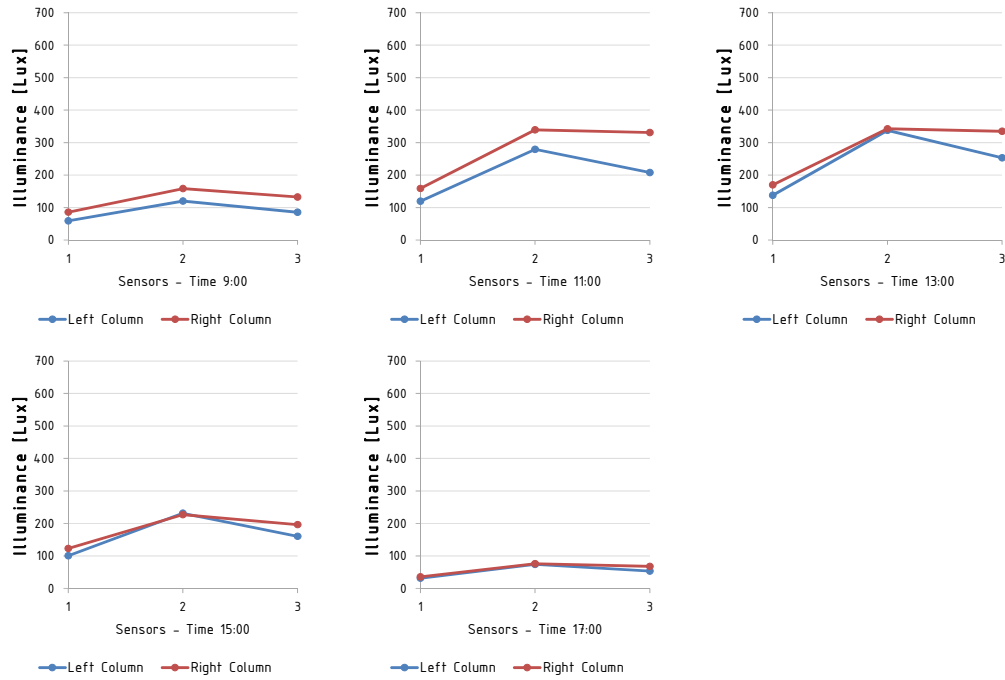 700
600
500
400
300
200
100
0
Illuminance [Lux]
1 2 3
Sensors - Time 9:00
Left Column Right Column
700
600
500
400
300
200
100
0
Illuminance [Lux]
1 2 3
Sensors - Time 11:00
Left Column Right Column
700
600
500
400
300
200
100
0
Illuminance [Lux]
1 2 3
Sensors - Time 13:00
Left Column Right Column
700
600
500
400
300
200
100
0
Illuminance [Lux]
1 2 3
Sensors - Time 15:00
Left Column Right Column
700
600
500
400
300
200
100
0
Illuminance [Lux]
1 2 3
Sensors - Time 17:00
Left Column Right Column